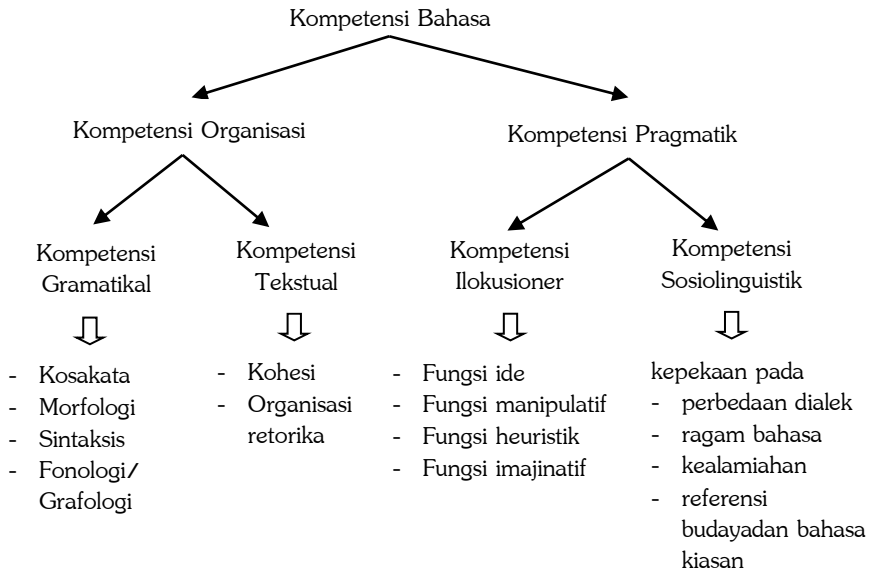 Kompetensi Bahasa
Kompetensi Organisasi
Kompetensi Pragmatik
Kompetensi
Gramatikal
Kompetensi
Tekstual
Kompetensi
Ilokusioner
Kompetensi
Sosiolinguistik
- Kosakata
- Morfologi
- Sintaksis
- Fonologi/
Grafologi
- Kohesi
- Organisasi
retorika
- Fungsi ide
- Fungsi manipulatif
- Fungsi heuristik
- Fungsi imajinatif
kepekaan pada
- perbedaan dialek
- ragam bahasa
- kealamiahan
- referensi
budayadan bahasa
kiasan